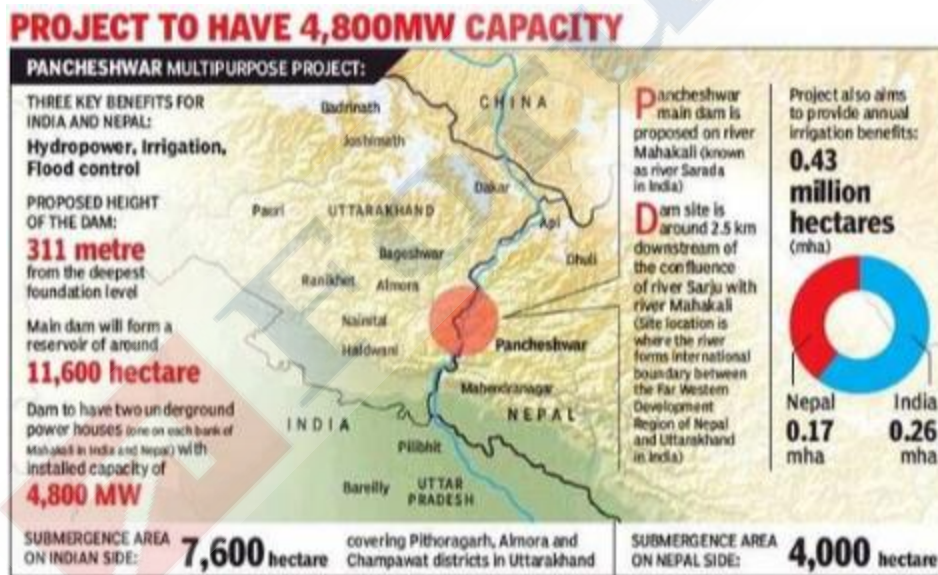 PROJECT TO HAVE 4,800MW CAPACITY
PANCHESHWAR MULTIPURPOSE PROJECT:
THREE KEY BENEFITS FOR
INDIA AND NEPAL:
Hydropower, Irrigation,
Flood control
PROPOSED HEIGHT
OF THE DAM:
311 metre
from the deepest
foundation level
Main dam will form a
reservoir of around
11,600 hectare
Dam to have two underground
power houses (one on each bank of
Mahakali in India and Nepal) with
installed capacity of
4,800 MW
CHINA
Badrinath
Joshimath
Dakar
Pauri
UTTARAKHAND
Api
Bageshwar
Dhuli
Ranikhet
Almora
Nainital
Haldwani
Pancheshwar
Mahendranagar
INDIA
NEPAL
Pilibhit
Bareilly
UTTAR
PRADESH
Pancheshwar
main dam is
proposed on river
Mahakali (known
as river Sarada
in India)
Dam site is
around 2.5 km
downstream of
the confluence
of river Sarju with
river Mahakali
(Site location is
where the river
forms international
boundary between
the Far Western
Development
Region of Nepal
and Uttarakhand
in India)
Project also aims
to provide annual
irrigation benefits:
0.43
million
hectares
(mha)
Nepal
0.17
mha
India
0.26
mha
SUBMERGENCE AREA
ON INDIAN SIDE:
7,600 hectare
covering Pithoragarh, Almora and
Champawat districts in Uttarakhand
SUBMERGENCE AREA
ON NEPAL SIDE:
4,000 hectare